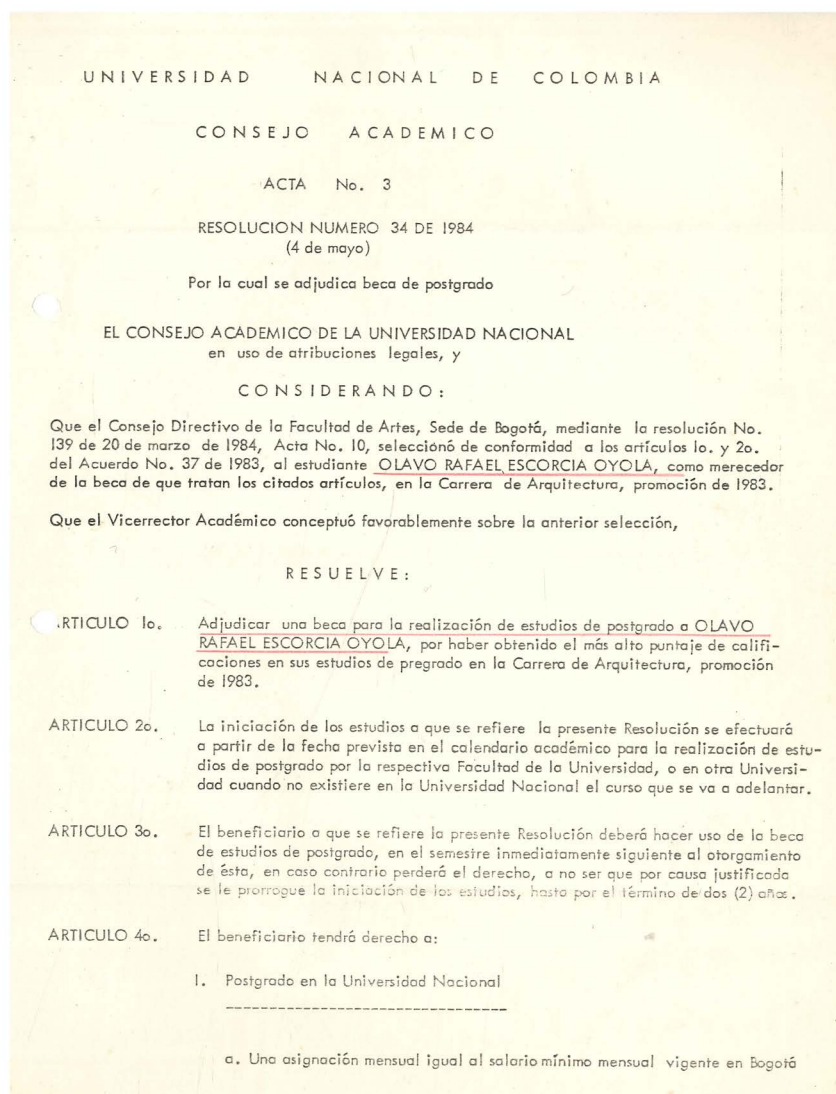 UNIVERSIDAD NACIONAL DE COLOMBIA
CONSEJO ACADEMICO
ACTA No. 3
RESOLUCION NUMERO 34 DE 1984
(4 de mayo)
Por la cual se adjudica beca de postgrado
EL CONSEJO ACADEMICO DE LA UNIVERSIDAD NACIONAL
en uso de atribuciones legales, y
CONSIDERANDO:
Que el Consejo Directivo de la Facultad de Artes, Sede de Bogotá, mediante la resolución No.
139 de 20 de marzo de 1984, Acta No. 10, seleccionó de conformidad a los artículos lo. y 2o.
del Acuerdo No. 37 de 1983, al estudiante OLAVO RAFAEL ESCORCIA OYOLA, como merecedor
de la beca de que tratan los citados artículos, en la Carrera de Arquitectura, promoción de 1983.
Que el Vicerrector Académico conceptuó favorablemente sobre la anterior selección,
RESUELVE:
RTICULO lo. Adjudicar una beca para la realización de estudios de postgrado a OLAVO
RAFAEL ESCORCIA OYOLA, por haber obtenido el más alto puntaje de califi-
caciones en sus estudios de pregrado en la Carrera de Arquitectura, promoción
de 1983.
ARTICULO 2o. La iniciación de los estudios a que se refiere la presente Resolución se efectuará
a partir de la fecha prevista en el calendario académico para la realización de estu-
dios de postgrado por la respectiva Facultad de la Universidad, o en otra Universi-
dad cuando no existiere en la Universidad Nacional el curso que se va a adelantar.
ARTICULO 3o. El beneficiario a que se refiere la presente Resolución deberá hacer uso de la beca
de estudios de postgrado, en el semestre inmediatamente siguiente al otorgamiento
de ésta, en caso contrario perderá el derecho, a no ser que por causa justificada
se le prorrogue la iniciación de los estudios, hasta por el término de dos (2) años.
ARTICULO 4o. El beneficiario tendrá derecho a:
1. Postgrado en la Universidad Nacional
--------------------------------
a. Una asignación mensual igual al salario mínimo mensual vigente en Bogotá